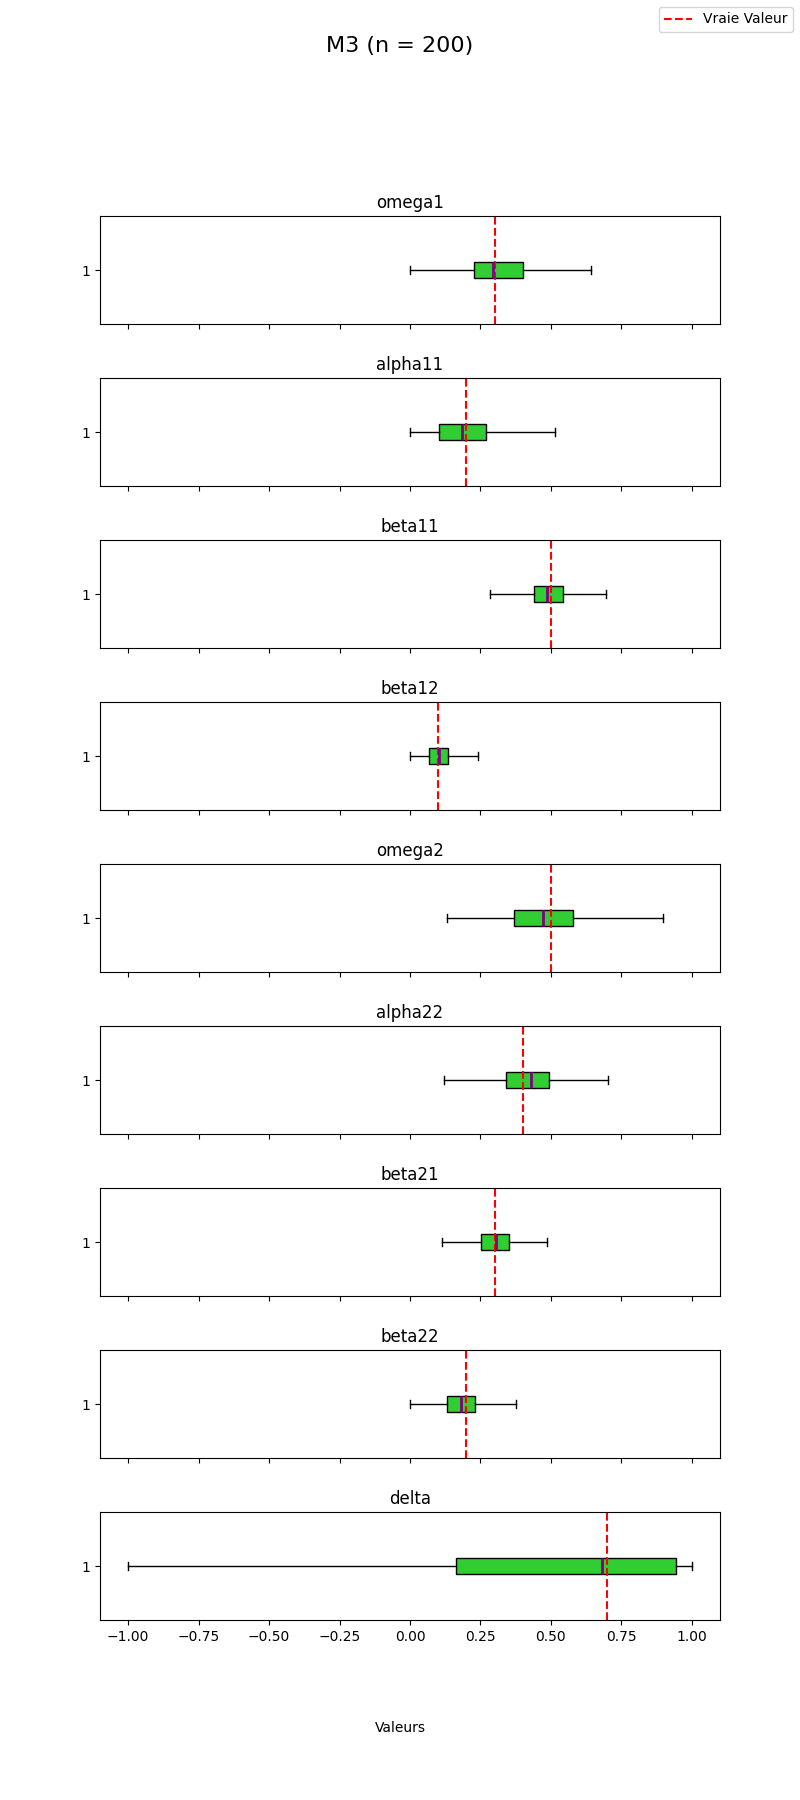 Vraie Valeur
M3 (n = 200)
omega1
1
alpha11
1
beta11
1
beta12
1
omega2
1
alpha22
1
beta21
1
beta22
1
delta
1
−1.00 −0.75 −0.50 −0.25 0.00 0.25 0.50 0.75 1.00
Valeurs